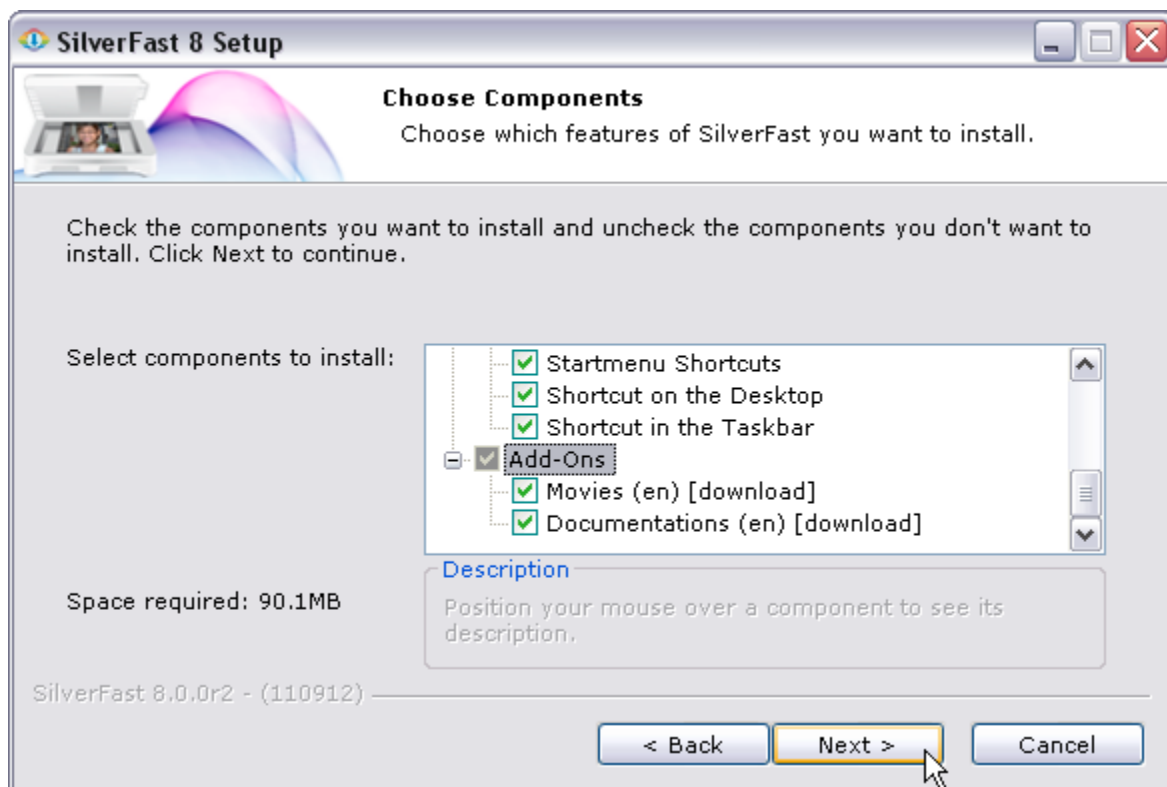 SilverFast 8 Setup
Choose Components
Choose which features of SilverFast you want to install.
Check the components you want to install and uncheck the components you don't want to
install. Click Next to continue.
Select components to install:
Startmenu Shortcuts
Shortcut on the Desktop
Shortcut in the Taskbar
Add-Ons
Movies (en) [download]
Documentations (en) [download]
Space required: 90.1MB
Description
Position your mouse over a component to see its
description.
SilverFast 8.0.0r2 - (110912)
< Back
Next >
Cancel